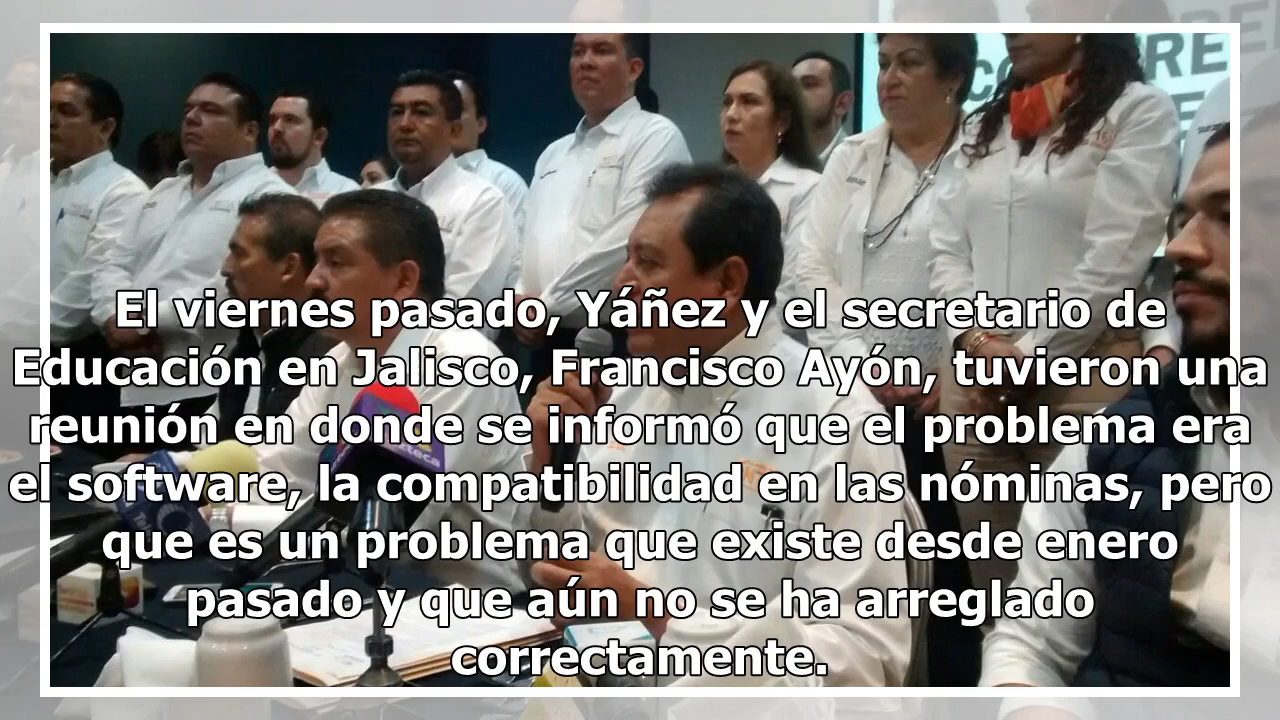 El viernes pasado, Yáñez y el secretario de
Educación en Jalisco, Francisco Ayón, tuvieron una
reunión en donde se informó que el problema era
el software, la compatibilidad en las nóminas, pero
que es un problema que existe desde enero
pasado y que aún no se ha arreglado
correctamente.